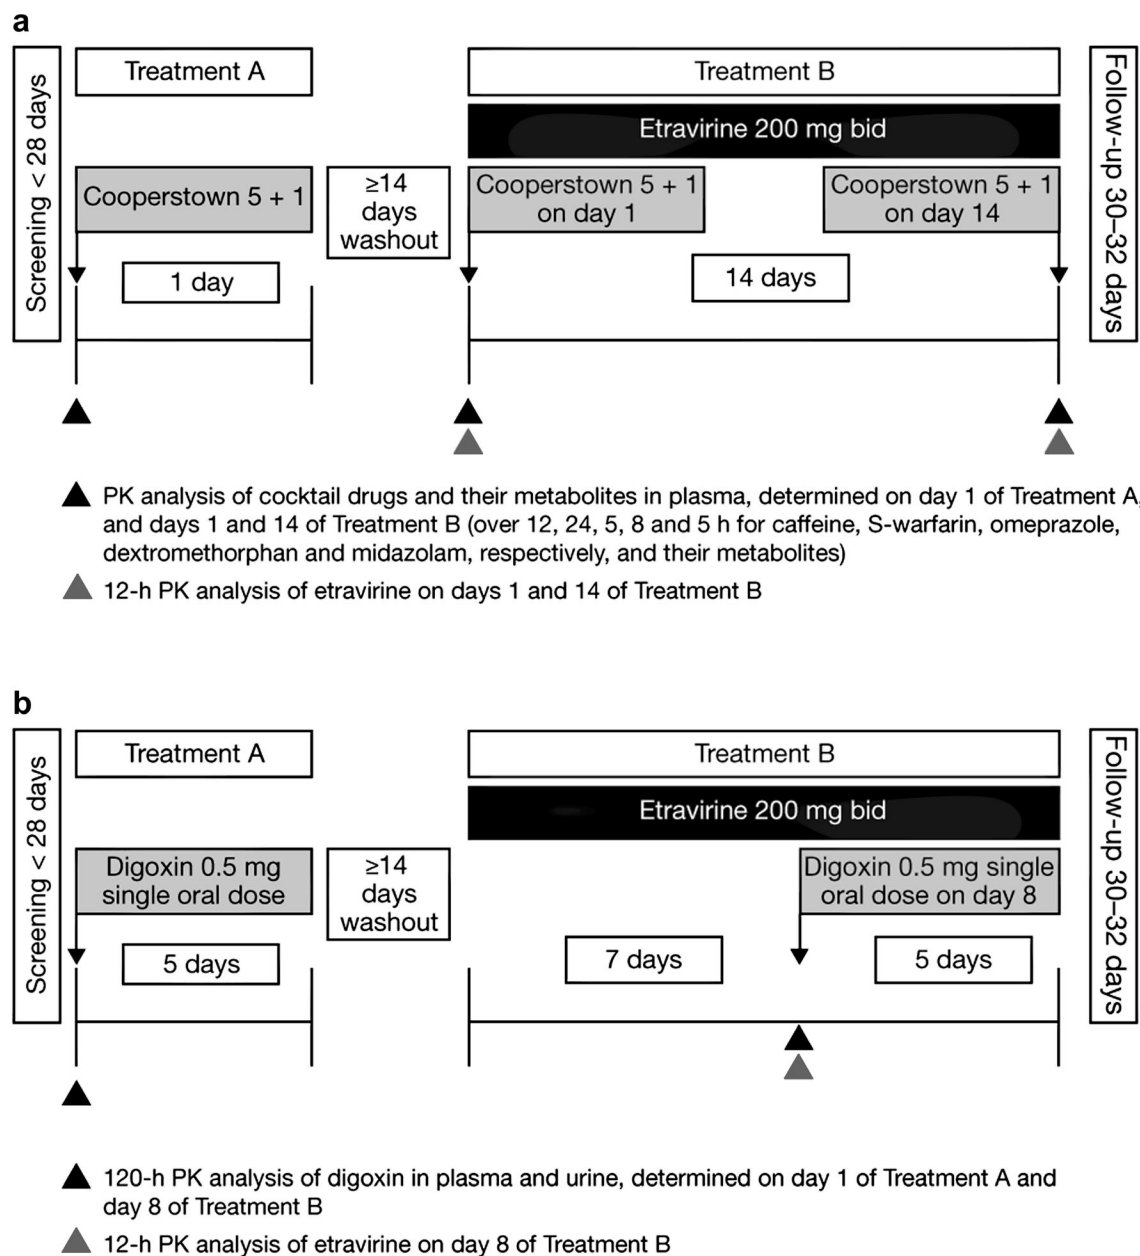 a
Screening < 28 days
Treatment A
Treatment B
Follow-up 30–32 days
Etravirine 200 mg bid
Cooperstown 5 + 1
≥14
days
washout
Cooperstown 5 + 1
on day 1
Cooperstown 5 + 1
on day 14
1 day
14 days
PK analysis of cocktail drugs and their metabolites in plasma, determined on day 1 of Treatment A,
and days 1 and 14 of Treatment B (over 12, 24, 5, 8 and 5 h for caffeine, S-warfarin, omeprazole,
dextromethorphan and midazolam, respectively, and their metabolites)
12-h PK analysis of etravirine on days 1 and 14 of Treatment B
b
Screening < 28 days
Treatment A
Treatment B
Follow-up 30–32 days
Etravirine 200 mg bid
Digoxin 0.5 mg
single oral dose
≥14
days
washout
Digoxin 0.5 mg single
oral dose on day 8
5 days
7 days
5 days
120-h PK analysis of digoxin in plasma and urine, determined on day 1 of Treatment A and
day 8 of Treatment B
12-h PK analysis of etravirine on day 8 of Treatment B